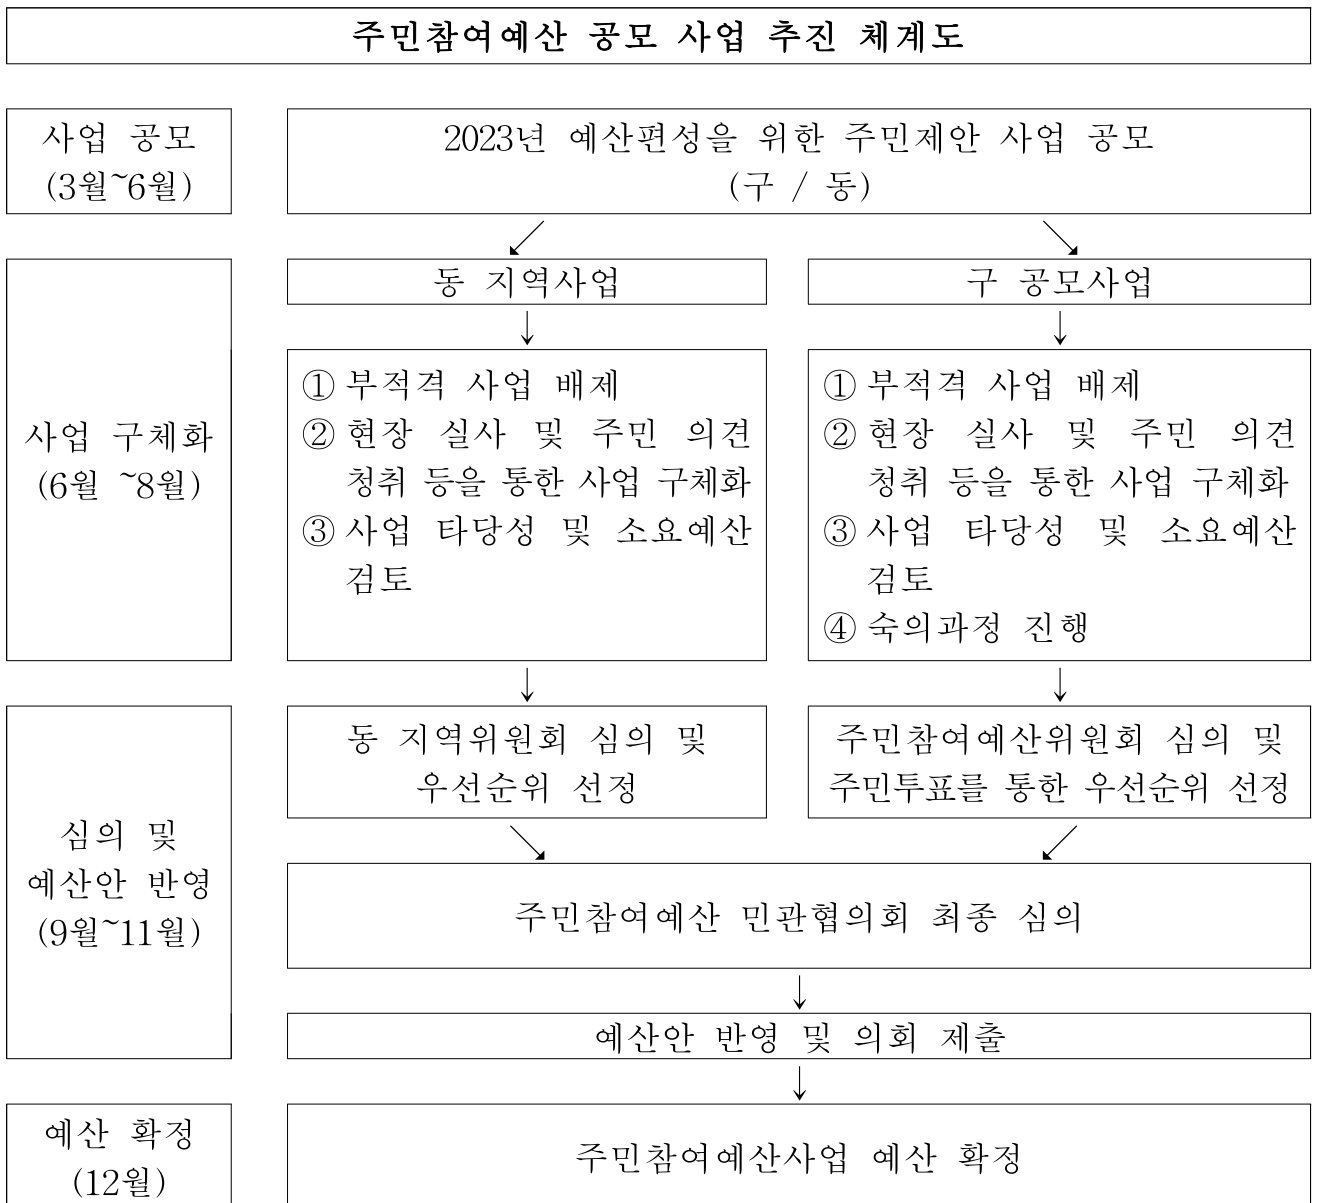 주민참여예산 공모 사업 추진 체계도
사업 공모
(3월~6월)
2023년 예산편성을 위한 주민제안 사업 공모
(구 / 동)
동 지역사업
구 공모사업
사업 구체화
(6월 ~8월)
① 부적격 사업 배제
② 현장 실사 및 주민 의견
청취 등을 통한 사업 구체화
③ 사업 타당성 및 소요예산
검토
① 부적격 사업 배제
② 현장 실사 및 주민 의견
청취 등을 통한 사업 구체화
③ 사업 타당성 및 소요예산
검토
④ 숙의과정 진행
심의 및
예산안 반영
(9월~11월)
동 지역위원회 심의 및
우선순위 선정
주민참여예산위원회 심의 및
주민투표를 통한 우선순위 선정
주민참여예산 민관협의회 최종 심의
예산안 반영 및 의회 제출
예산 확정
(12월)
주민참여예산사업 예산 확정